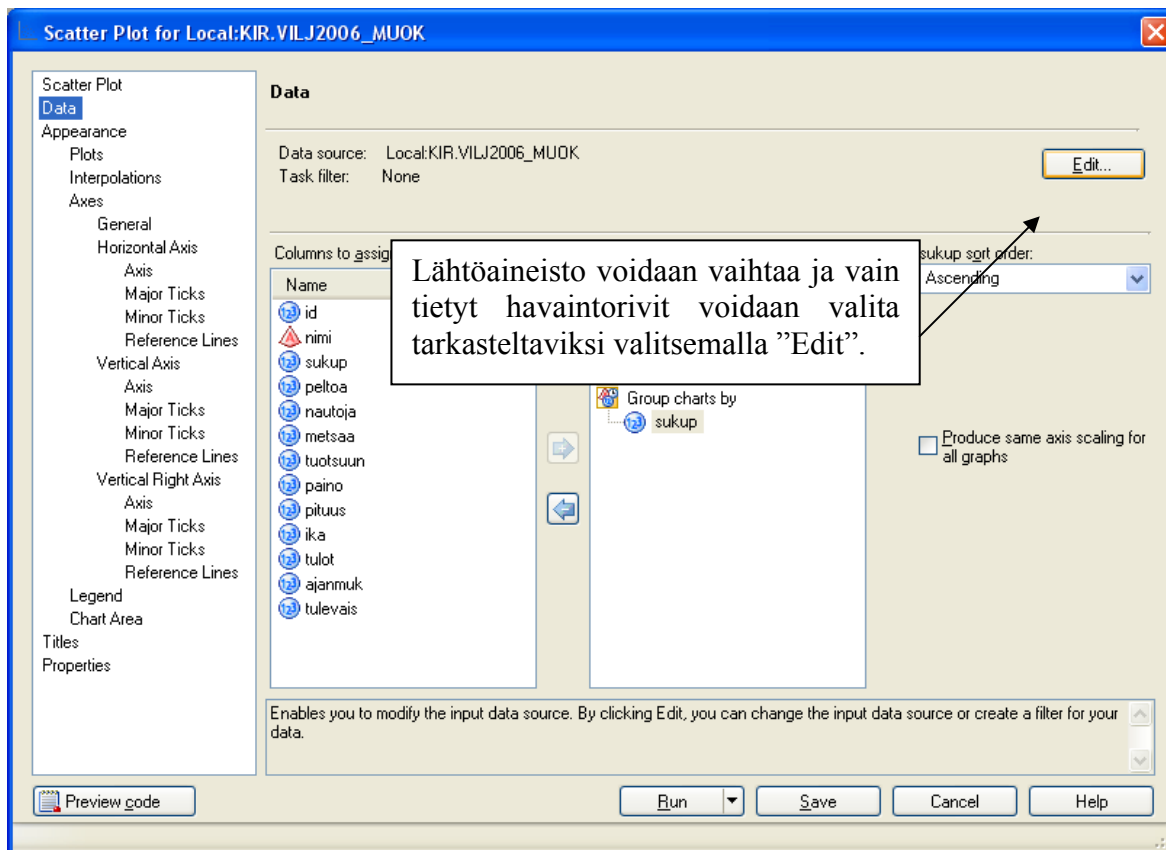 Scatter Plot for Local:KIR.VILJ2006_MUOK
Scatter Plot
Data
Appearance
Plots
Interpolations
Axes
General
Horizontal Axis
Axis
Major Ticks
Minor Ticks
Reference Lines
Vertical Axis
Axis
Major Ticks
Minor Ticks
Reference Lines
Vertical Right Axis
Axis
Major Ticks
Minor Ticks
Reference Lines
Legend
Chart Area
Titles
Properties
Data
Data source: Local:KIR.VILJ2006_MUOK
Task filter: None
Edit...
Columns to assig
Name
id
nimi
sukup
peltoa
nautoja
metsaa
tuotsuun
paino
pituus
ika
tulot
ajanmuk
tulevais
Lähtöaineisto voidaan vaihtaa ja vain
tietyt havaintorivit voidaan valita
tarkasteltaviksi valitsemalla ”Edit”.
Group charts by
sukup
sukup sort order:
Ascending
Produce same axis scaling for
all graphs
Enables you to modify the input data source. By clicking Edit, you can change the input data source or create a filter for your
data.
Preview code
Run
Save
Cancel
Help